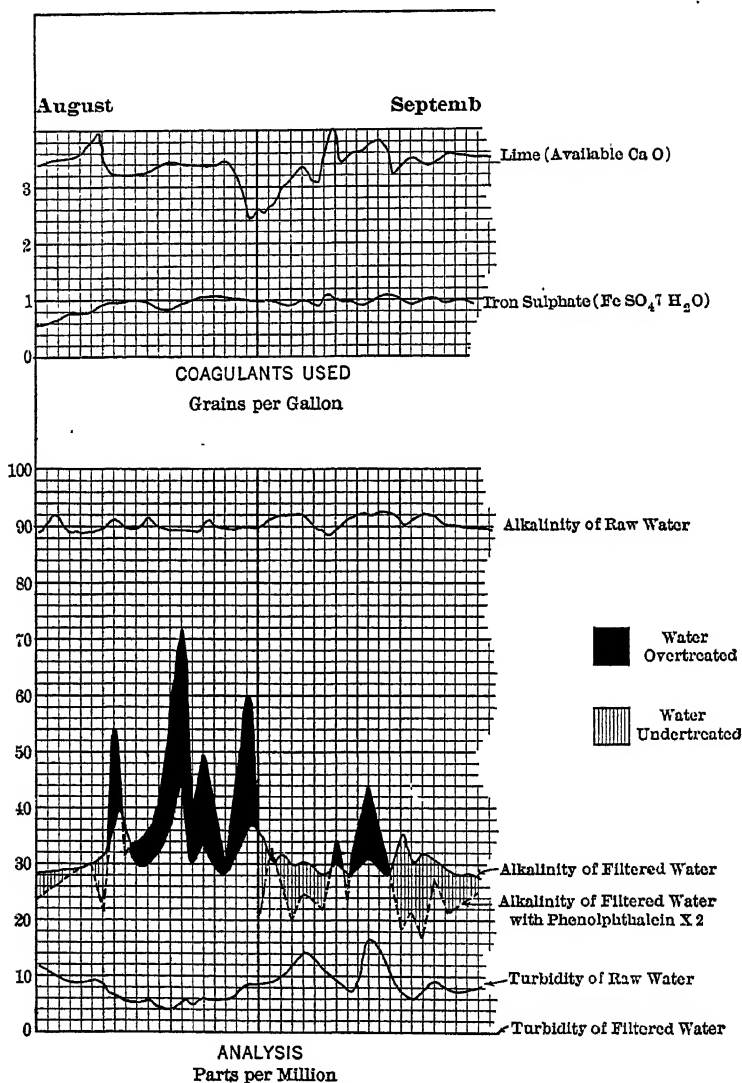 August Septemb
Lime (Available Ca O)
3
2
1
Iron Sulphate (Fe SO4 7 H2O)
0
COAGULANTS USED
Grains per Gallon
100
90
Alkalinity of Raw Water
80
70
Water
Overtreated
60
Water
Undertreated
50
40
30
Alkalinity of Filtered Water
Alkalinity of Filtered Water
with Phenolphthalein X 2
20
10
Turbidity of Raw Water
0
Turbidity of Filtered Water
ANALYSIS
Parts per Million